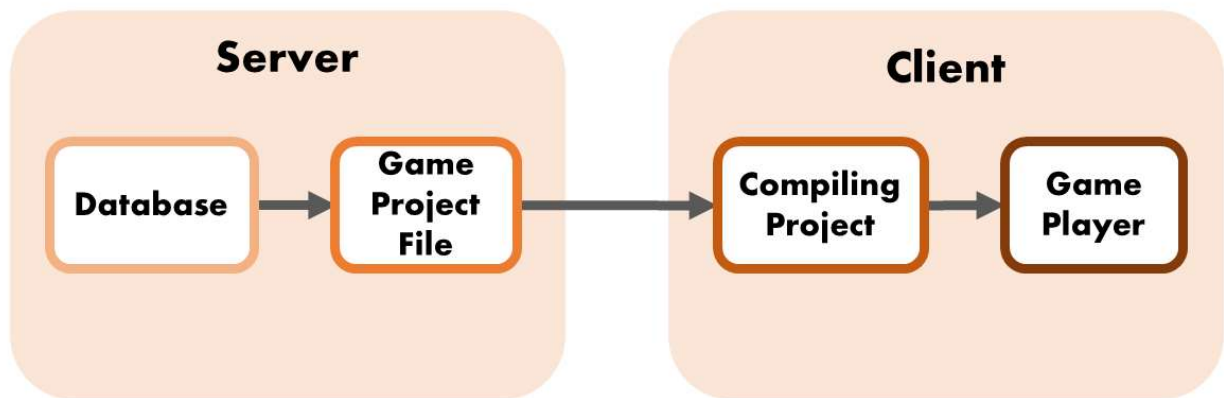 Server
Client
Database
Game
Project
File
Compiling
Project
Game
Player